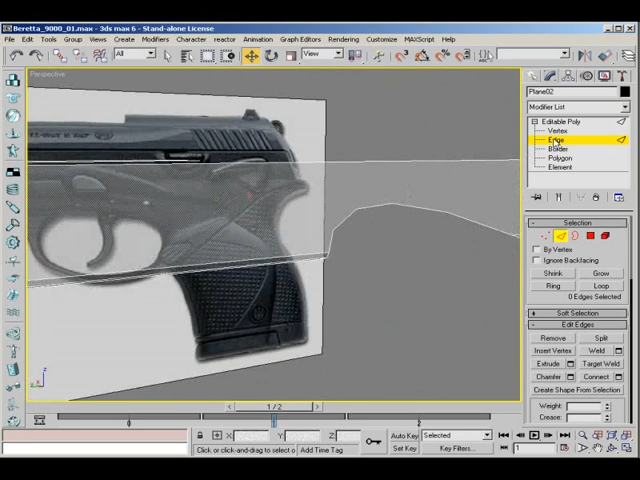 Beretta_9000_01.max - 3ds max 6 - Stand-alone License
File Edit Tools Group Views Create Modifiers Character reactor Animation Graph Editors Rendering Customize MAXScript Help
All View
Perspective
Plane02
Modifier List
Editable Poly
Vertex
Edge
Border
Polygon
Element
Selection
By Vertex
Ignore Backfacing
Shrink Grow
Ring Loop
0 Edges Selected
Soft Selection
Edit Edges
Remove Split
Insert Vertex Weld
Extrude Target Weld
Chamfer Connect
Create Shape From Selection
Weight:
Crease:
1 / 2
0 1 2
X: Y: Z:
Auto Key Selected
Set Key Key Filters... 1
Click or click-and-drag to select o Add Time Tag